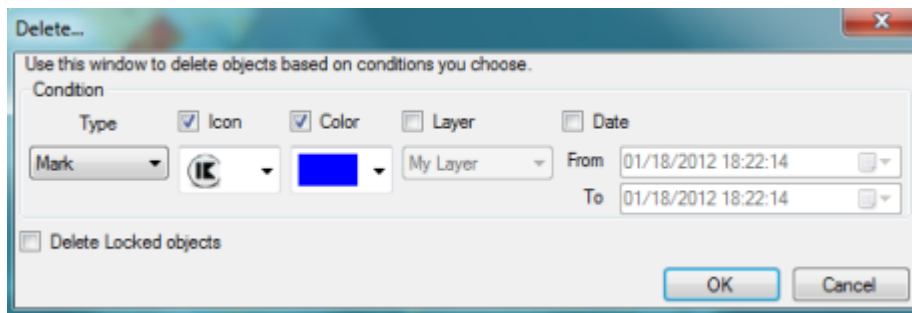 Delete...
Use this window to delete objects based on conditions you choose.
Condtion
Type Icon Color Layer Date
Mark My Layer From 01/18/2012 18:22:14
To 01/18/2012 18:22:14
Delete Locked objects
OK Cancel